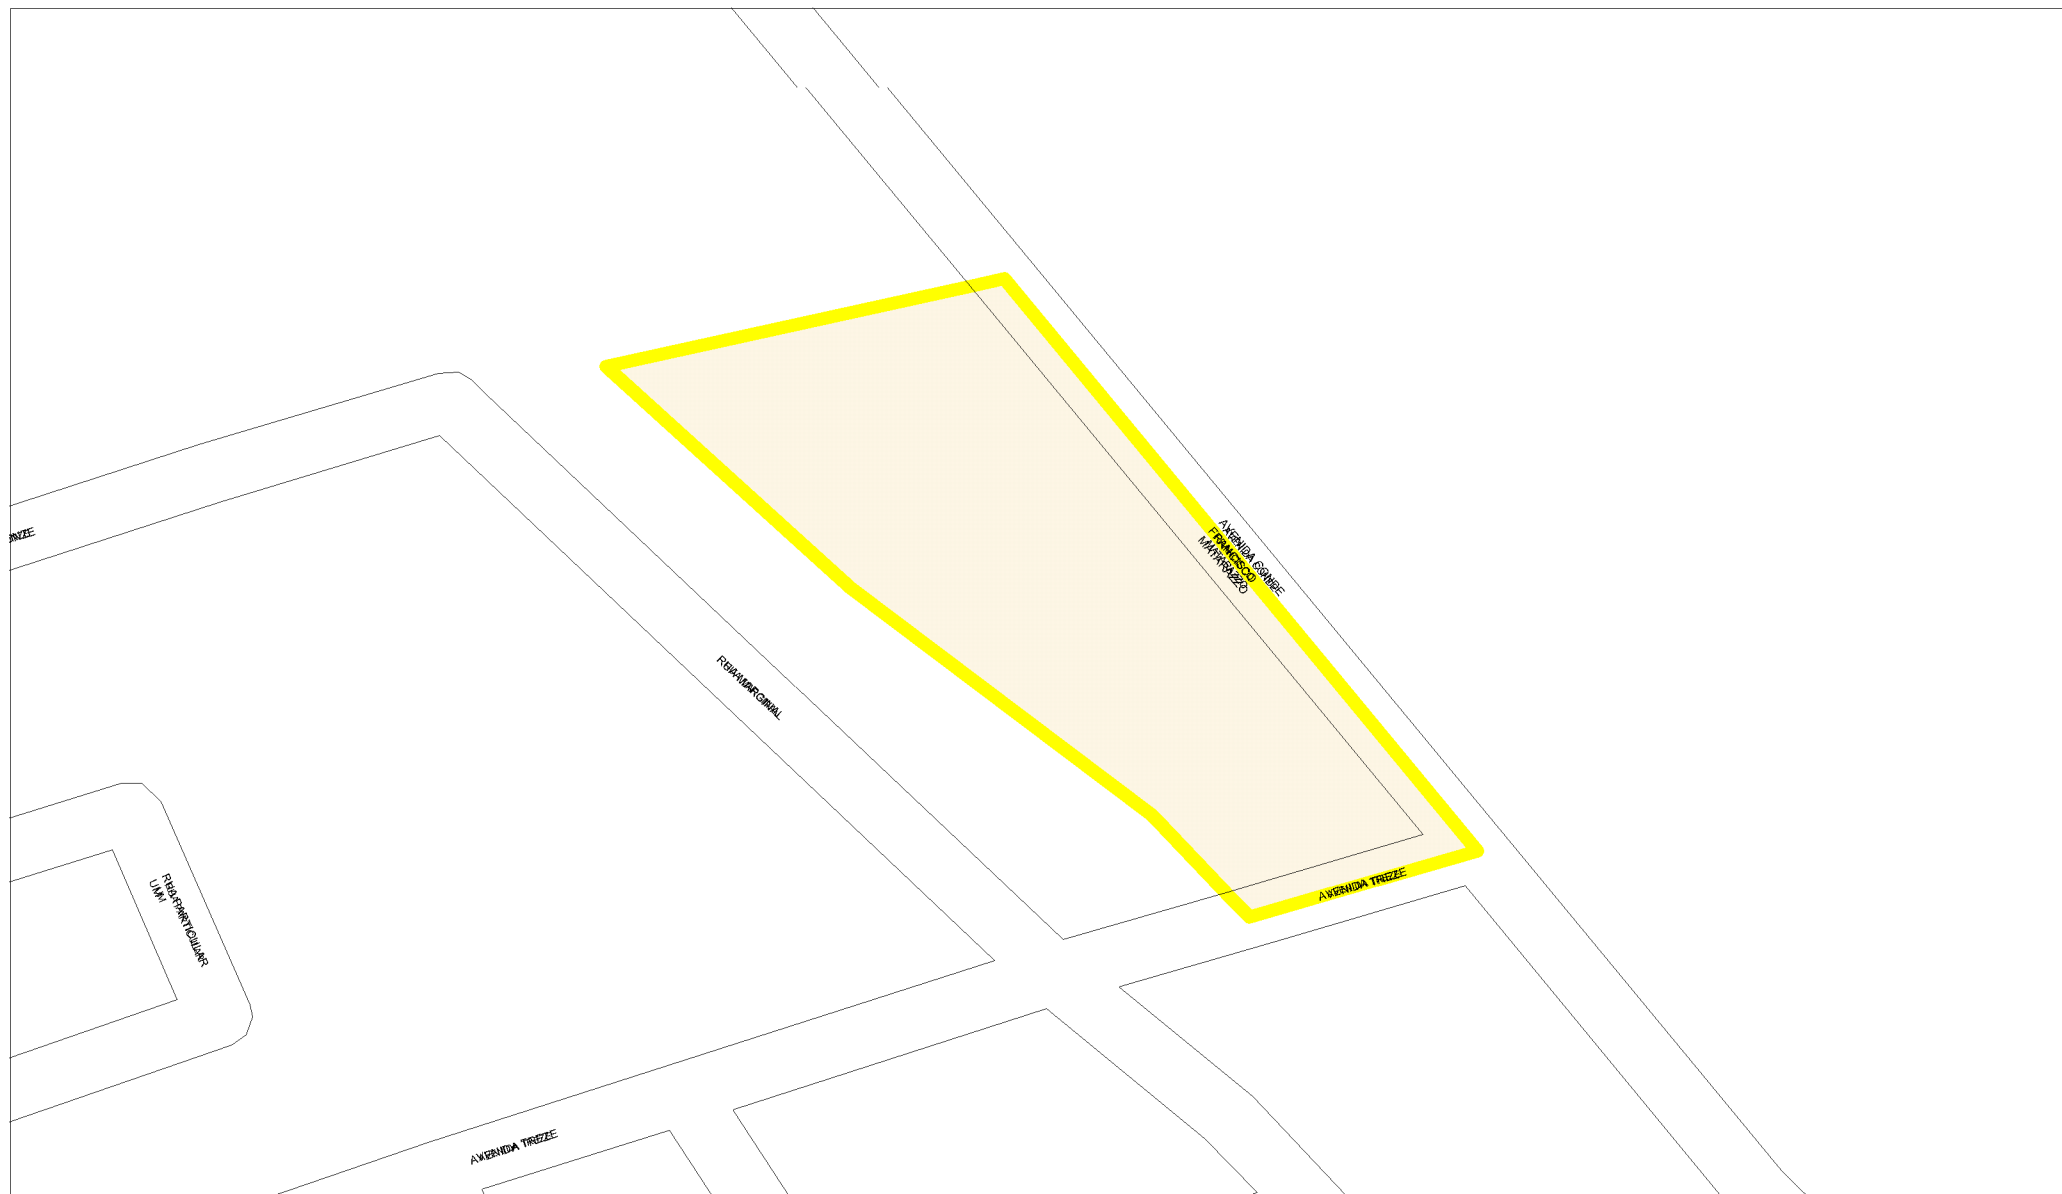 AVENIDA CONDE
FRANCISCO
MATARAZZO
RUA MARGINAL
AVENIDA TREZE
RUA PARTICULAR
UM
AVENIDA TREZE